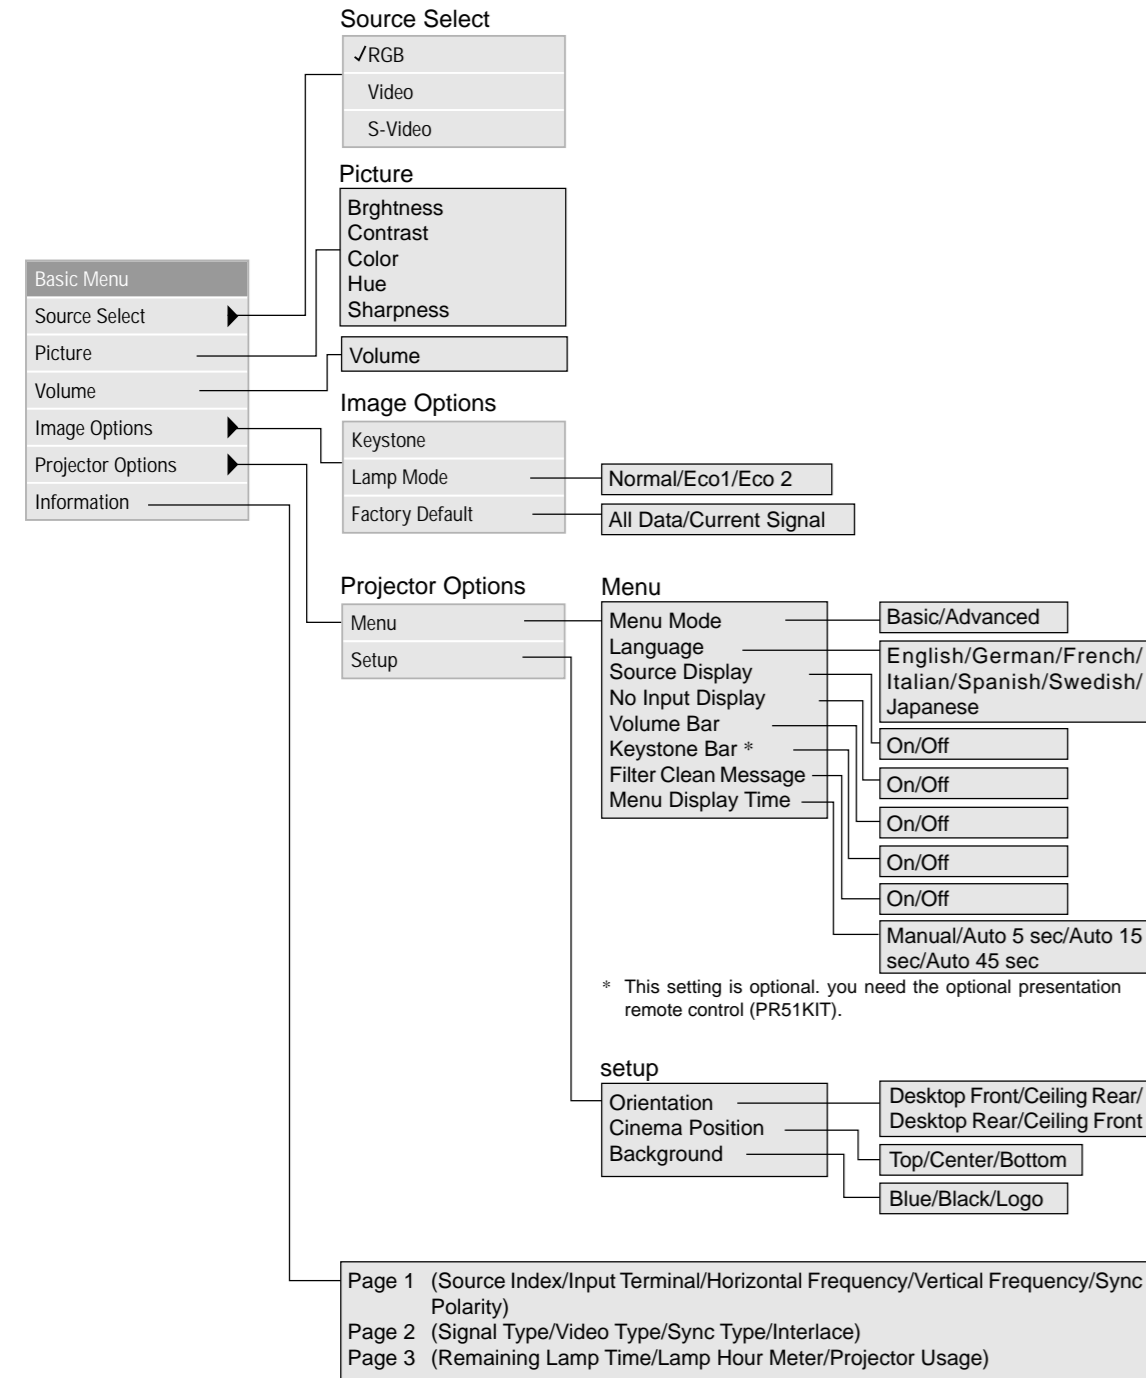 Source Select
✓RGB
Video
S-Video
Picture
Brghtness
Contrast
Color
Hue
Sharpness
Basic Menu
Source Select
Picture
Volume
Image Options
Projector Options
Information
Volume
Image Options
Keystone
Lamp Mode
Factory Default
Normal/Eco1/Eco 2
All Data/Current Signal
Projector Options
Menu
Setup
Menu
Menu Mode
Language
Source Display
No Input Display
Volume Bar
Keystone Bar *
Filter Clean Message
Menu Display Time
Basic/Advanced
English/German/French/
Italian/Spanish/Swedish/
Japanese
On/Off
On/Off
On/Off
On/Off
On/Off
Manual/Auto 5 sec/Auto 15
sec/Auto 45 sec
* This setting is optional. you need the optional presentation
remote control (PR51KIT).
setup
Orientation
Cinema Position
Background
Desktop Front/Ceiling Rear/
Desktop Rear/Ceiling Front
Top/Center/Bottom
Blue/Black/Logo
Page 1 (Source Index/Input Terminal/Horizontal Frequency/Vertical Frequency/Sync
Polarity)
Page 2 (Signal Type/Video Type/Sync Type/Interlace)
Page 3 (Remaining Lamp Time/Lamp Hour Meter/Projector Usage)